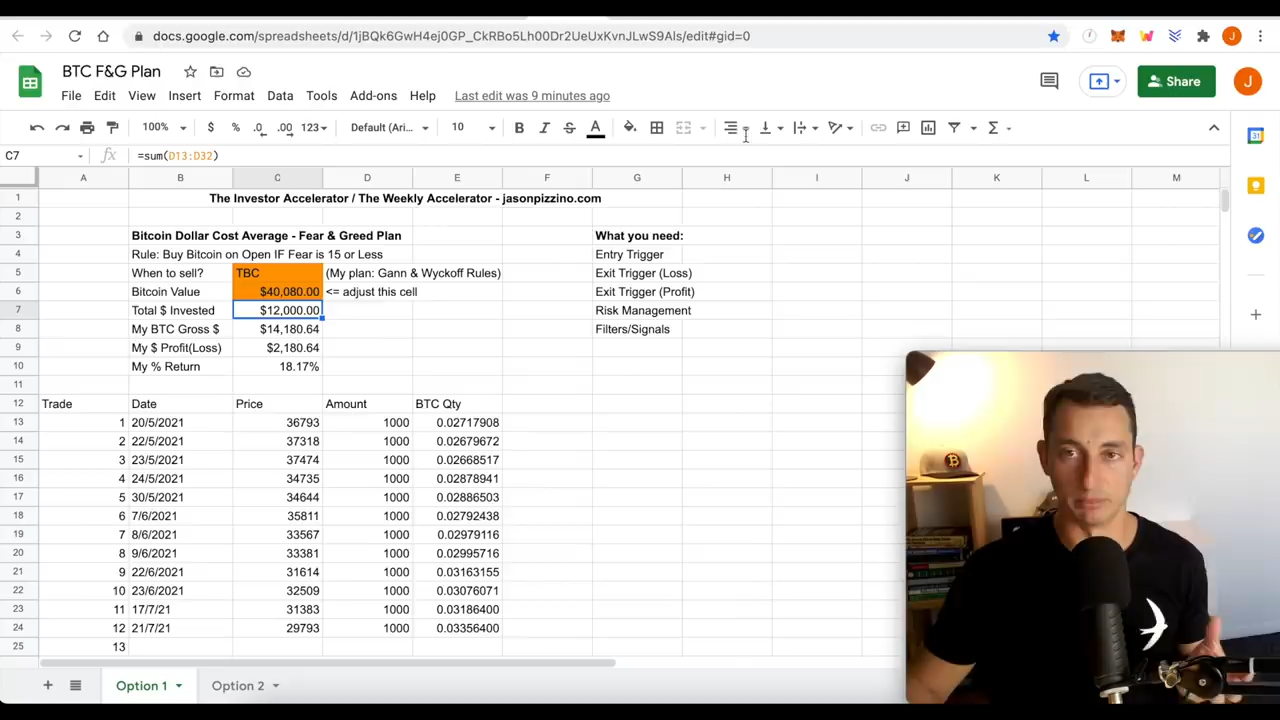 docs.google.com/spreadsheets/d/1jBQk6GwH4ej0GP_CkRBo5Lh00Dr2UeUxKvnJLwS9Als/edit#gid=0
BTC F&G Plan
File Edit View Insert Format Data Tools Add-ons Help Last edit was 9 minutes ago
Share
J
J
100% $ % .0 .00 123 Default (Ari... 10 B I S A
31
C7 fx =sum(D13:D32)
A B C D E F G H I J K L M
1 The Investor Accelerator / The Weekly Accelerator - jasonpizzino.com
2
3 Bitcoin Dollar Cost Average - Fear & Greed Plan What you need:
4 Rule: Buy Bitcoin on Open IF Fear is 15 or Less Entry Trigger
5 When to sell? TBC (My plan: Gann & Wyckoff Rules) Exit Trigger (Loss)
6 Bitcoin Value $40,080.00 <= adjust this cell Exit Trigger (Profit)
7 Total $ Invested $12,000.00 Risk Management
8 My BTC Gross $ $14,180.64 Filters/Signals
9 My $ Profit(Loss) $2,180.64
10 My % Return 18.17%
11
12 Trade Date Price Amount BTC Qty
13 1 20/5/2021 36793 1000 0.02717908
14 2 22/5/2021 37318 1000 0.02679672
15 3 23/5/2021 37474 1000 0.02668517
16 4 24/5/2021 34735 1000 0.02878941
17 5 30/5/2021 34644 1000 0.02886503
18 6 7/6/2021 35811 1000 0.02792438
19 7 8/6/2021 33567 1000 0.02979116
20 8 9/6/2021 33381 1000 0.02995716
21 9 22/6/2021 31614 1000 0.03163155
22 10 23/6/2021 32509 1000 0.03076071
23 11 17/7/21 31383 1000 0.03186400
24 12 21/7/21 29793 1000 0.03356400
25 13
Option 1 Option 2